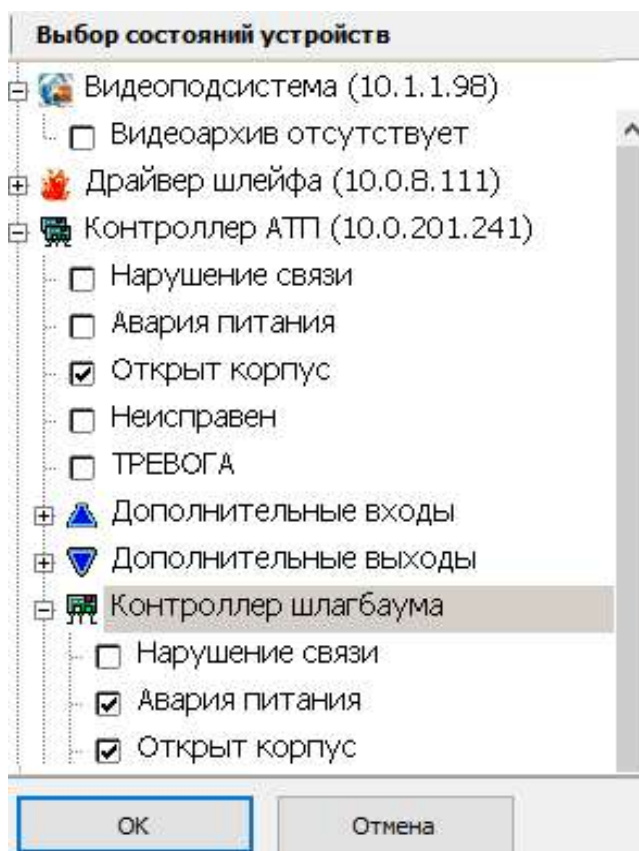 Выбор состояний устройств
Видеоподсистема (10.1.1.98)
Видеоархив отсутствует
Драйвер шлейфа (10.0.8.111)
Контроллер АТП (10.0.201.241)
Нарушение связи
Авария питания
Открыт корпус
Неисправен
ТРЕВОГА
Дополнительные входы
Дополнительные выходы
Контроллер шлагбаума
Нарушение связи
Авария питания
Открыт корпус
ОК Отмена